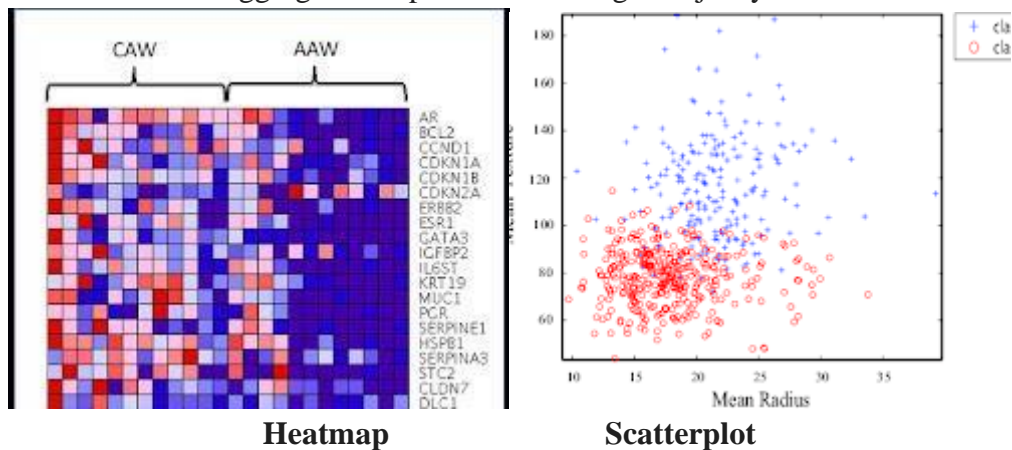 CAW AAW
AR
BCL2
CCND1
CDKN1A
CDKN1B
CDKN2A
ERBB2
ESR1
GATA3
IGFBP2
IL6ST
KRT19
MUC1
PGR
SERPINE1
HSPB1
SERPINA3
STC2
CLDN7
DLC1
180
160
140
120
100
80
60
10 15 20 25 30 35
Mean Radius
cla
cla
Heatmap Scatterplot